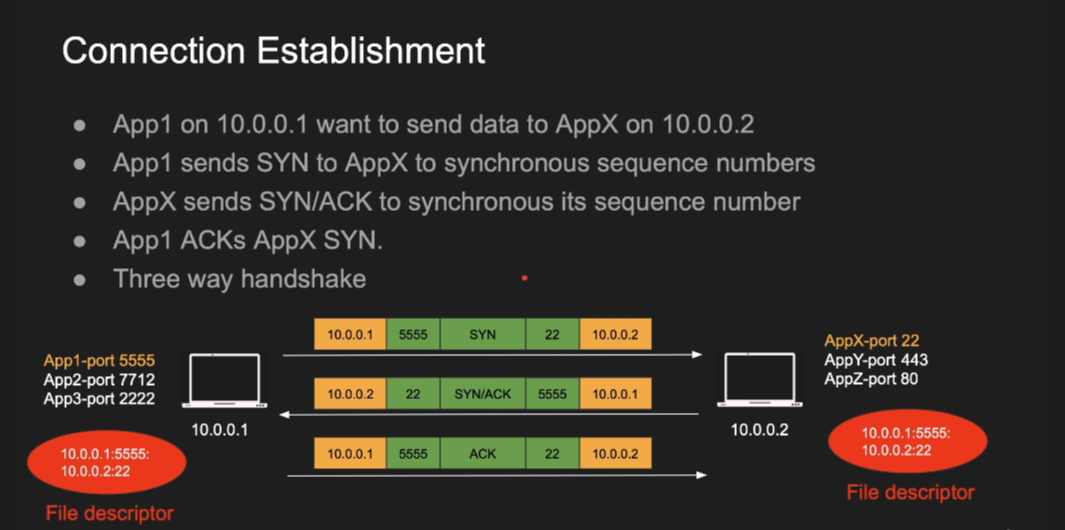 Connection Establishment
● App1 on 10.0.0.1 want to send data to AppX on 10.0.0.2
● App1 sends SYN to AppX to synchronous sequence numbers
● AppX sends SYN/ACK to synchronous its sequence number
● App1 ACKs AppX SYN.
● Three way handshake
10.0.0.1 5555 SYN 22 10.0.0.2
App1-port 5555
App2-port 7712
App3-port 2222
AppX-port 22
AppY-port 443
AppZ-port 80
10.0.0.2 22 SYN/ACK 5555 10.0.0.1
10.0.0.1
10.0.0.2
10.0.0.1 5555 ACK 22 10.0.0.2
10.0.0.1:5555:
10.0.0.2:22
File descriptor
10.0.0.1:5555:
10.0.0.2:22
File descriptor